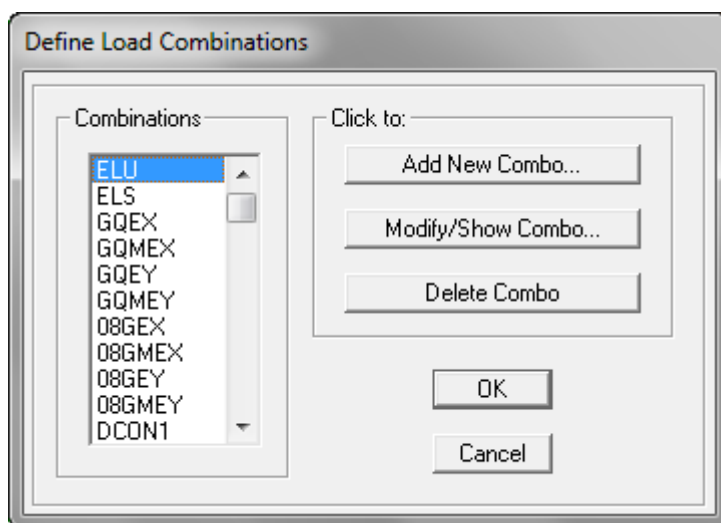 Define Load Combinations
Combinations
ELU
ELS
GQEX
GQMEX
GQEY
GQMEY
08GEX
08GMEX
08GEY
08GMEY
DCON1
Click to:
Add New Combo...
Modify/Show Combo...
Delete Combo
OK
Cancel